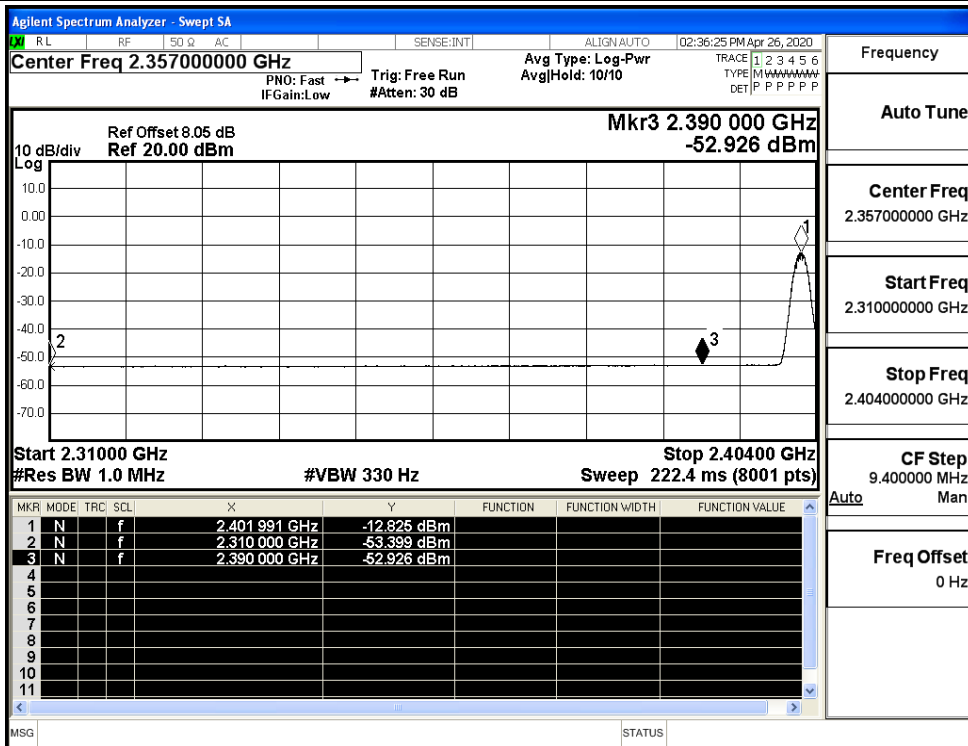 Agilent Spectrum Analyzer - Swept SA
LXI RL RF 50 Ω AC SENSE:INT ALIGN AUTO 02:36:25 PM Apr 26, 2020
Center Freq 2.357000000 GHz
PNO: Fast
IFGain:Low
Trig: Free Run
#Atten: 30 dB
Avg Type: Log-Pwr
Avg|Hold: 10/10
TRACE 1 2 3 4 5 6
TYPE M WWWWW
DET P P P P P P
Frequency
Auto Tune
Center Freq
2.357000000 GHz
Start Freq
2.310000000 GHz
Stop Freq
2.404000000 GHz
CF Step
9.400000 MHz
Auto Man
Freq Offset
0 Hz
Mkr3 2.390 000 GHz
-52.926 dBm
Ref Offset 8.05 dB
10 dB/div Ref 20.00 dBm
Log
10.0
0.00
-10.0
-20.0
-30.0
-40.0
-50.0
-60.0
-70.0
1
2
3
Start 2.31000 GHz Stop 2.40400 GHz
#Res BW 1.0 MHz #VBW 330 Hz Sweep 222.4 ms (8001 pts)
MKR MODE TRC SCL X Y FUNCTION FUNCTION WIDTH FUNCTION VALUE
1 N f 2.401 991 GHz -12.825 dBm
2 N f 2.310 000 GHz -53.399 dBm
3 N f 2.390 000 GHz -52.926 dBm
4
5
6
7
8
9
10
11
MSG STATUS